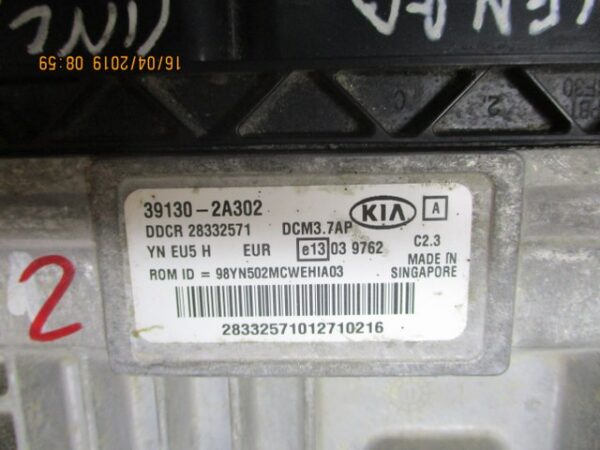 16/04/2019 08:59
39130-2A302
DDCR 28332571 DCM3.7AP KIA A
YN EU5 H EUR e13 03 9762 C2.3
ROM ID = 98YN502MCWEHIA03 MADE IN SINGAPORE
28332571012710216
2